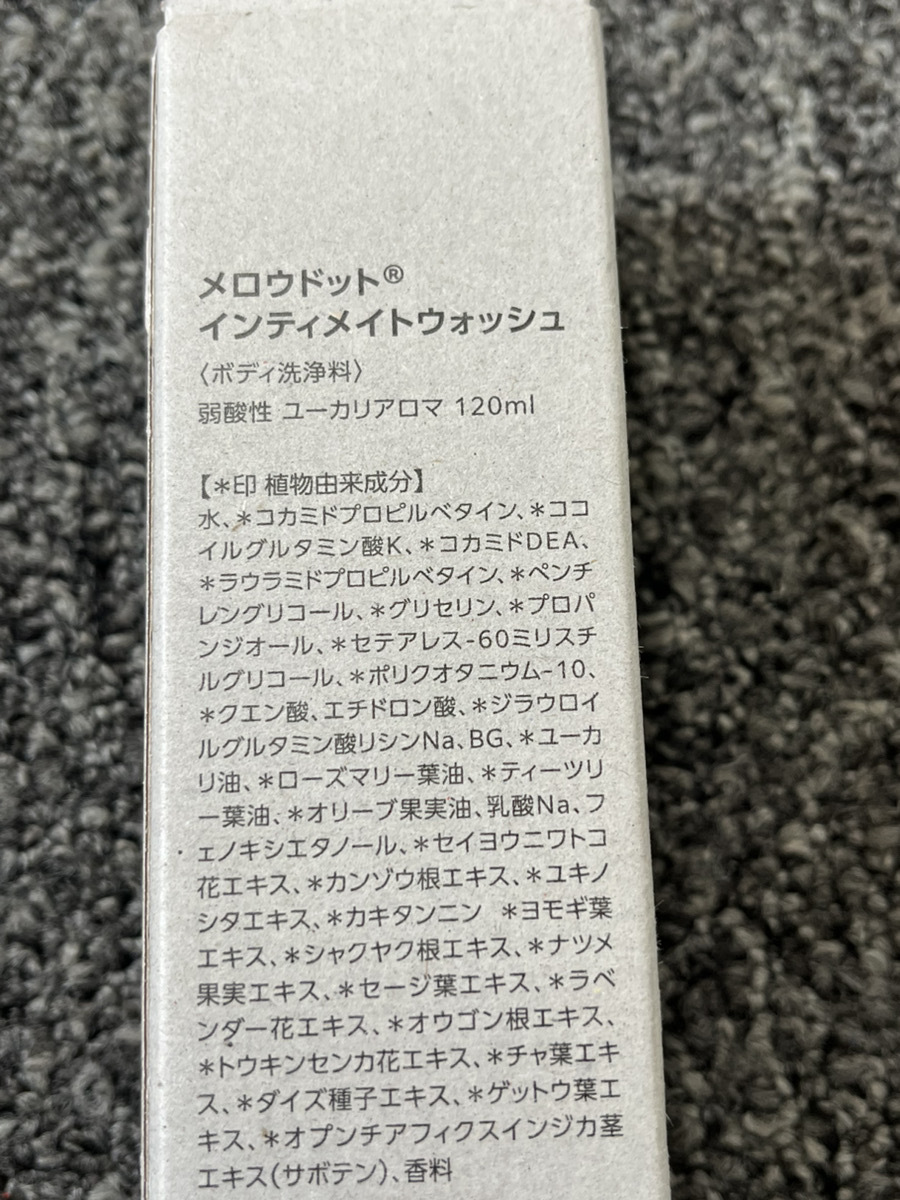 メロウドット®
インティメイトウォッシュ
〈ボディ洗浄料〉
弱酸性 ユーカリアロマ 120ml
【＊印 植物由来成分】
水、＊コカミドプロピルベタイン、＊ココ
イルグルタミン酸K、＊コカミドDEA、
＊ラウラミドプロピルベタイン、＊ペンチ
レングリコール、＊グリセリン、＊プロパ
ンジオール、＊セテアレス-60ミリスチ
ルグリコール、＊ポリクオタニウム-10、
＊クエン酸、エチドロン酸、＊ジラウロイ
ルグルタミン酸リシンNa、BG、＊ユーカ
リ油、＊ローズマリー葉油、＊ティーツリ
ー葉油、＊オリーブ果実油、乳酸Na、フ
ェノキシエタノール、＊セイヨウニワトコ
花エキス、＊カンゾウ根エキス、＊ユキノ
シタエキス、＊カキタンニン ＊ヨモギ葉
エキス、＊シャクヤク根エキス、＊ナツメ
果実エキス、＊セージ葉エキス、＊ラベ
ンダー花エキス、＊オウゴン根エキス、
＊トウキンセンカ花エキス、＊チャ葉エキ
ス、＊ダイズ種子エキス、＊ゲットウ葉エ
キス、＊オプンチアフィクスインジカ茎
エキス(サボテン)、香料